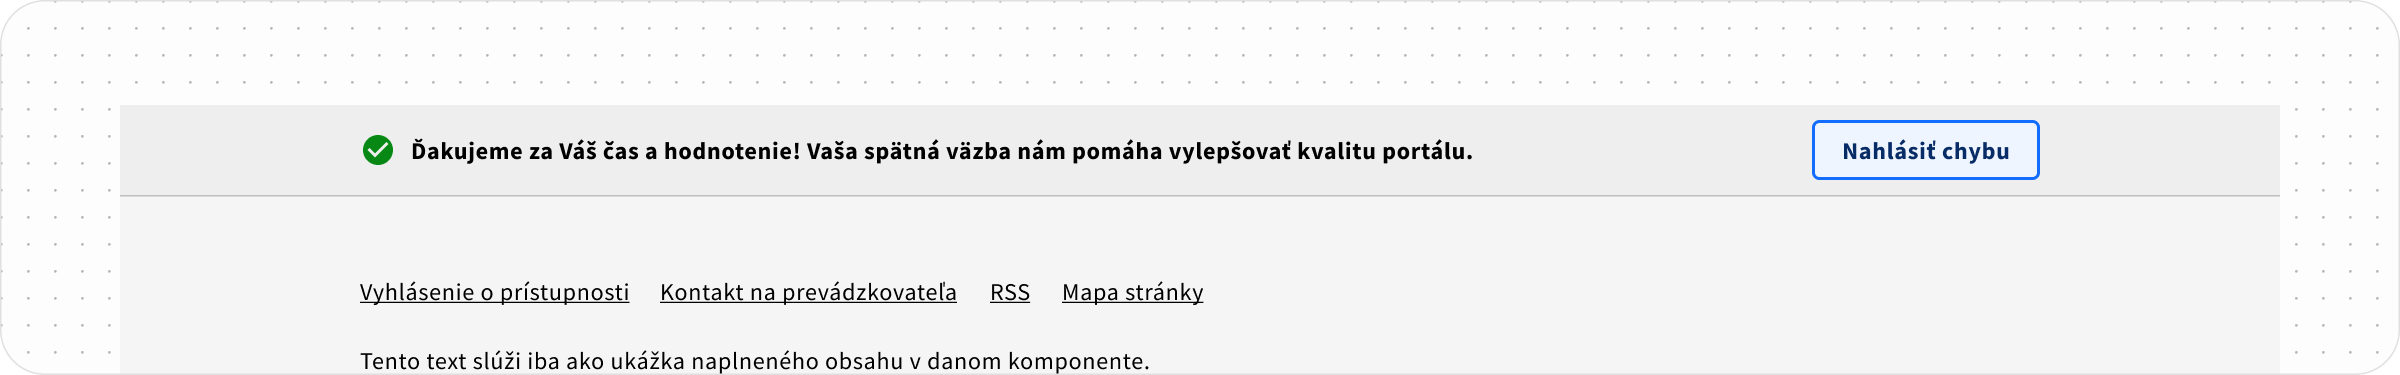 Ďakujeme za Váš čas a hodnotenie! Vaša spätná väzba nám pomáha vylepšovať kvalitu portálu.
Nahlásiť chybu
Vyhlásenie o prístupnosti Kontakt na prevádzkovateľa RSS Mapa stránky
Tento text slúži iba ako ukážka naplneného obsahu v danom komponente.